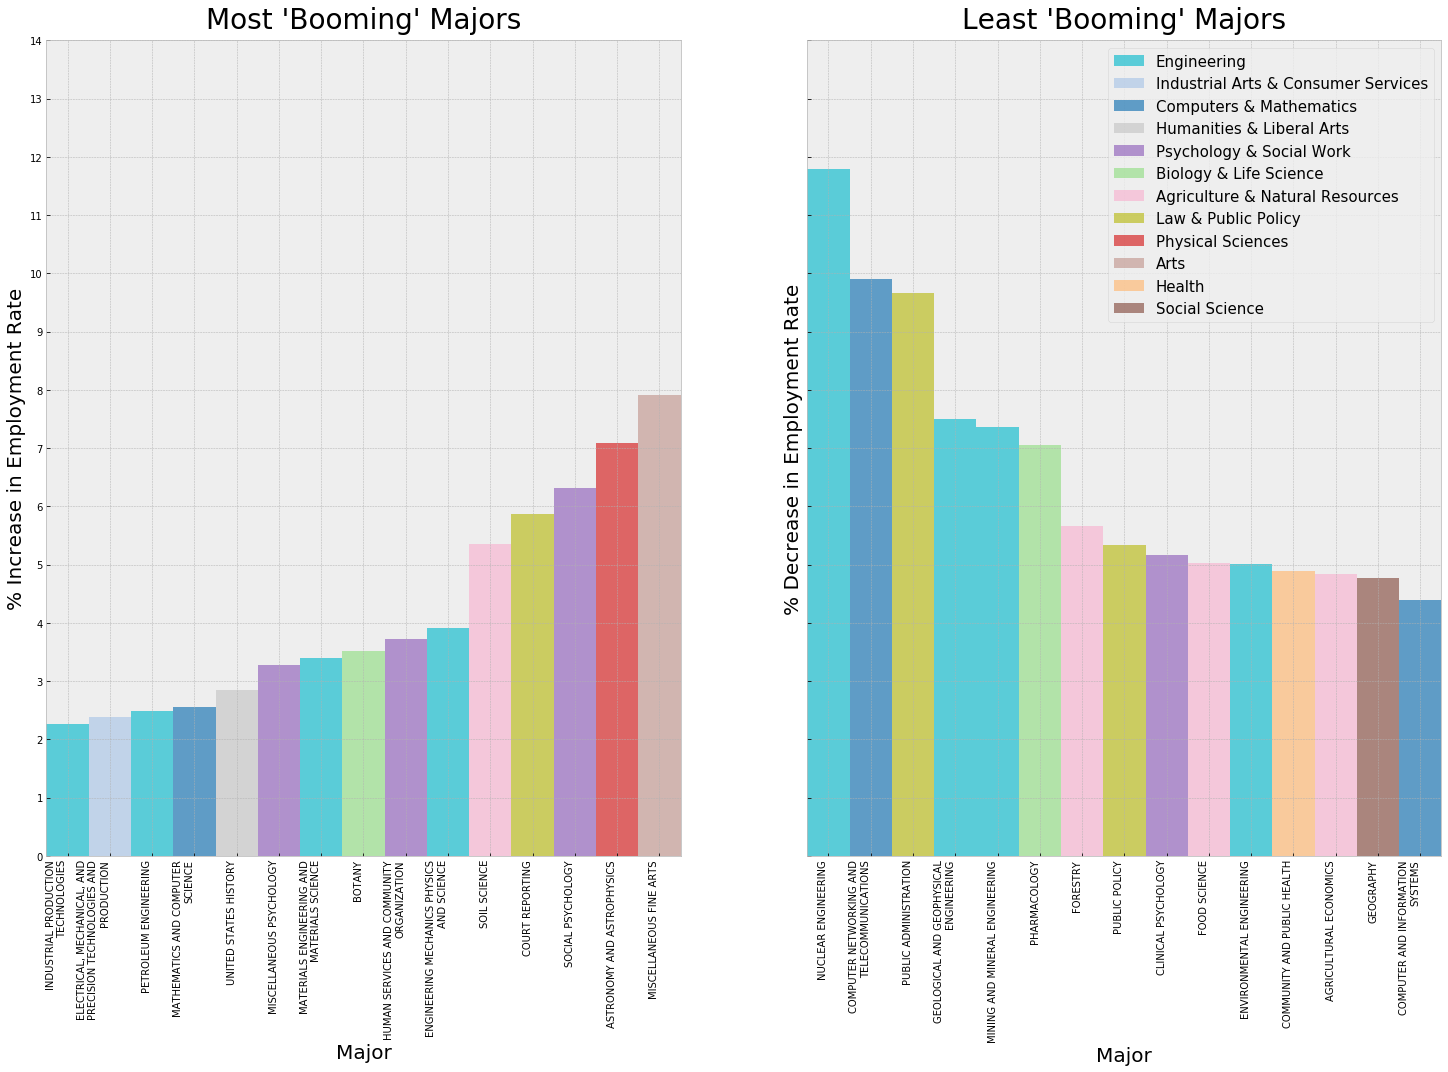 Most 'Booming' Majors
% Increase in Employment Rate
14
13
12
11
10
9
8
7
6
5
4
3
2
1
0
INDUSTRIAL PRODUCTION
TECHNOLOGIES
ELECTRICAL, MECHANICAL, AND
PRECISION TECHNOLOGIES AND
PRODUCTION
PETROLEUM ENGINEERING
MATHEMATICS AND COMPUTER
SCIENCE
UNITED STATES HISTORY
MISCELLANEOUS PSYCHOLOGY
MATERIALS ENGINEERING AND
MATERIALS SCIENCE
BOTANY
HUMAN SERVICES AND COMMUNITY
ORGANIZATION
ENGINEERING MECHANICS PHYSICS
AND SCIENCE
SOIL SCIENCE
COURT REPORTING
SOCIAL PSYCHOLOGY
ASTRONOMY AND ASTROPHYSICS
MISCELLANEOUS FINE ARTS
Major
Least 'Booming' Majors
% Decrease in Employment Rate
Engineering
Industrial Arts & Consumer Services
Computers & Mathematics
Humanities & Liberal Arts
Psychology & Social Work
Biology & Life Science
Agriculture & Natural Resources
Law & Public Policy
Physical Sciences
Arts
Health
Social Science
NUCLEAR ENGINEERING
COMPUTER NETWORKING AND
TELECOMMUNICATIONS
PUBLIC ADMINISTRATION
GEOLOGICAL AND GEOPHYSICAL
ENGINEERING
MINING AND MINERAL ENGINEERING
PHARMACOLOGY
FORESTRY
PUBLIC POLICY
CLINICAL PSYCHOLOGY
FOOD SCIENCE
ENVIRONMENTAL ENGINEERING
COMMUNITY AND PUBLIC HEALTH
AGRICULTURAL ECONOMICS
GEOGRAPHY
COMPUTER AND INFORMATION
SYSTEMS
Major